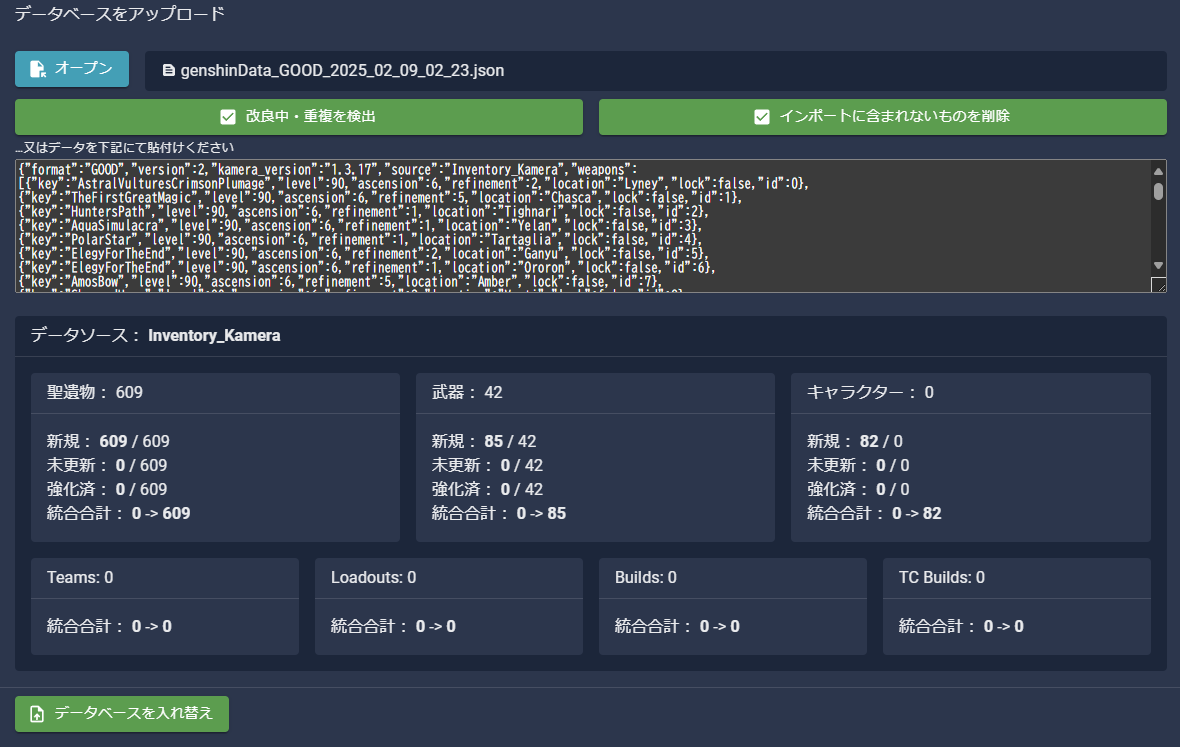 データベースをアップロード
オープン
genshinData_GOOD_2025_02_09_02_23.json
改良中・重複を検出
インポートに含まれないものを削除
...又はデータを下記にて貼付けください
{"format":"GOOD","version":2,"kamera_version":"1.3.17","source":"Inventory_Kamera","weapons":
[{"key":"AstralVulturesCrimsonPlumage","level":90,"ascension":6,"refinement":2,"location":"Lyney","lock":false,"id":0},
{"key":"TheFirstGreatMagic","level":90,"ascension":6,"refinement":5,"location":"Chasca","lock":false,"id":1},
{"key":"HuntersPath","level":90,"ascension":6,"refinement":1,"location":"Tighnari","lock":false,"id":2},
{"key":"AquaSimulacra","level":90,"ascension":6,"refinement":1,"location":"Yelan","lock":false,"id":3},
{"key":"PolarStar","level":90,"ascension":6,"refinement":1,"location":"Tartaglia","lock":false,"id":4},
{"key":"ElegyForTheEnd","level":90,"ascension":6,"refinement":2,"location":"Ganyu","lock":false,"id":5},
{"key":"ElegyForTheEnd","level":90,"ascension":6,"refinement":1,"location":"Ororon","lock":false,"id":6},
{"key":"AmosBow","level":90,"ascension":6,"refinement":5,"location":"Amber","lock":false,"id":7},
データソース： Inventory_Kamera
聖遺物： 609
新規： 609 / 609
未更新： 0 / 609
強化済： 0 / 609
統合合計： 0 -> 609
武器： 42
新規： 85 / 42
未更新： 0 / 42
強化済： 0 / 42
統合合計： 0 -> 85
キャラクター： 0
新規： 82 / 0
未更新： 0 / 0
強化済： 0 / 0
統合合計： 0 -> 82
Teams: 0
統合合計： 0 -> 0
Loadouts: 0
統合合計： 0 -> 0
Builds: 0
統合合計： 0 -> 0
TC Builds: 0
統合合計： 0 -> 0
データベースを入れ替え